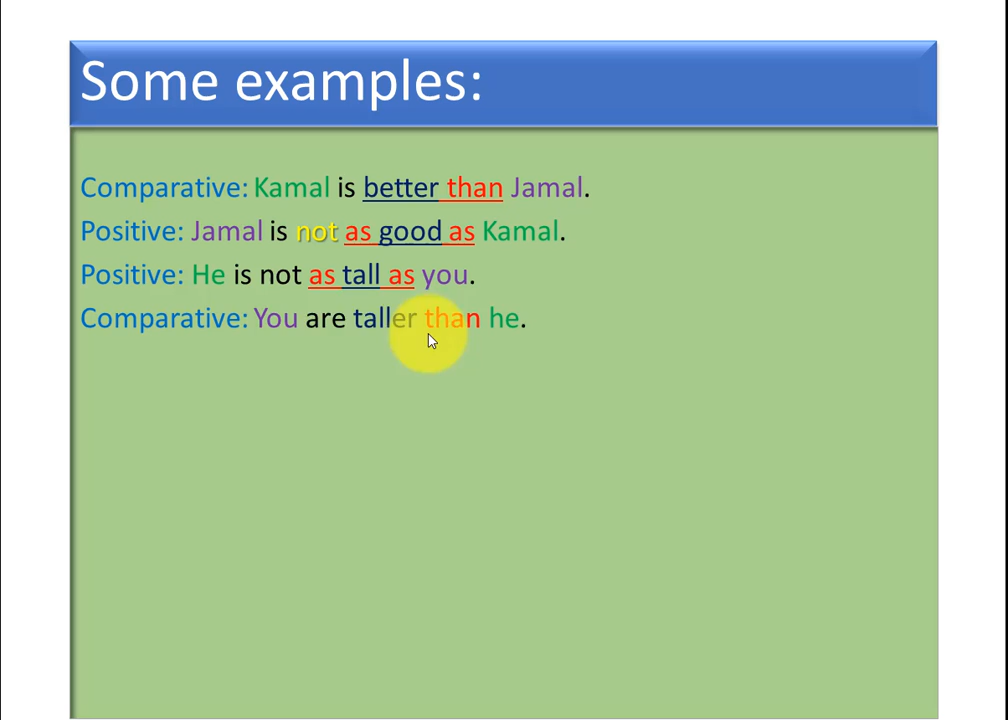 Some examples:
Comparative: Kamal is better than Jamal.
Positive: Jamal is not as good as Kamal.
Positive: He is not as tall as you.
Comparative: You are taller than he.